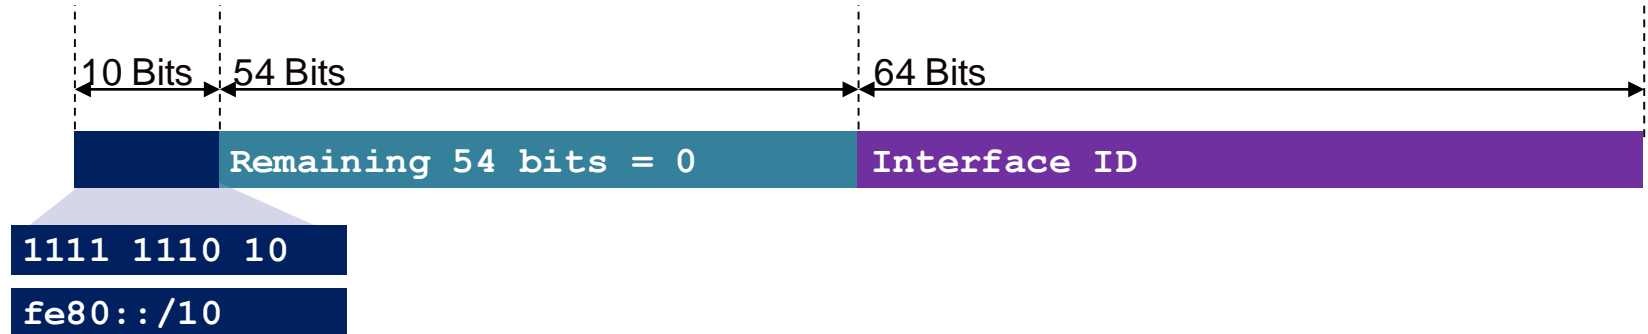 10 Bits 54 Bits 64 Bits
Remaining 54 bits = 0 Interface ID
1111 1110 10
fe80::/10